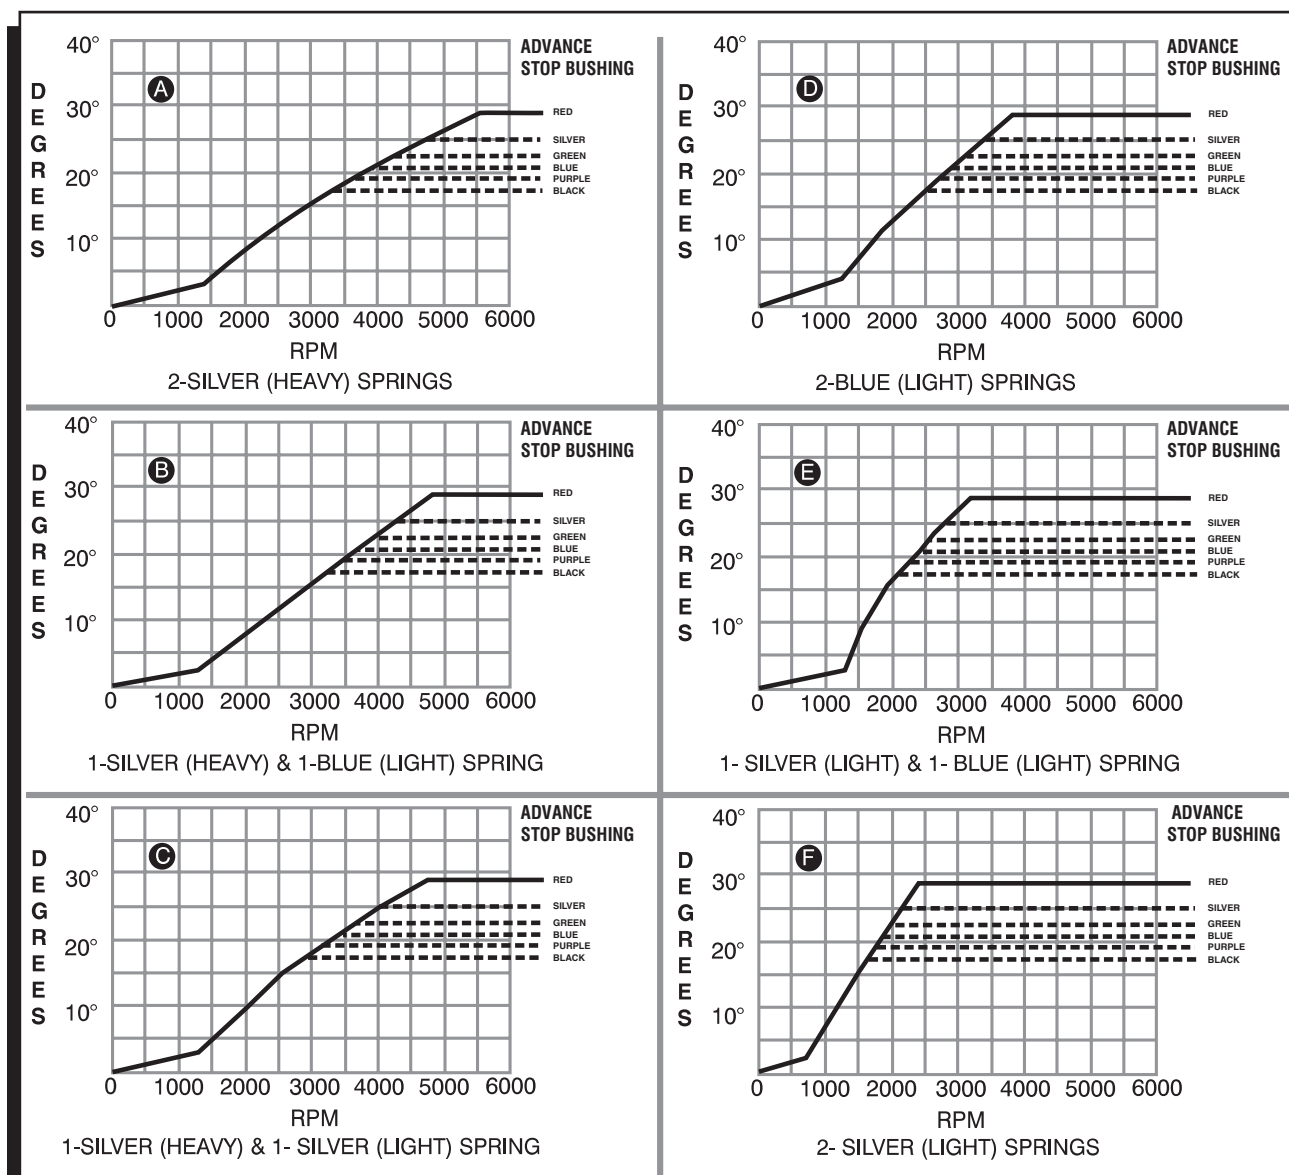 40°
30°
20°
10°
DEGREES
A
ADVANCE
STOP BUSHING
RED
SILVER
GREEN
BLUE
PURPLE
BLACK
0 1000 2000 3000 4000 5000 6000
RPM
2-SILVER (HEAVY) SPRINGS
40°
30°
20°
10°
DEGREES
D
ADVANCE
STOP BUSHING
RED
SILVER
GREEN
BLUE
PURPLE
BLACK
0 1000 2000 3000 4000 5000 6000
RPM
2-BLUE (LIGHT) SPRINGS
40°
30°
20°
10°
DEGREES
B
ADVANCE
STOP BUSHING
RED
SILVER
GREEN
BLUE
PURPLE
BLACK
0 1000 2000 3000 4000 5000 6000
RPM
1-SILVER (HEAVY) & 1-BLUE (LIGHT) SPRING
40°
30°
20°
10°
DEGREES
E
ADVANCE
STOP BUSHING
RED
SILVER
GREEN
BLUE
PURPLE
BLACK
0 1000 2000 3000 4000 5000 6000
RPM
1- SILVER (LIGHT) & 1- BLUE (LIGHT) SPRING
40°
30°
20°
10°
DEGREES
C
ADVANCE
STOP BUSHING
RED
SILVER
GREEN
BLUE
PURPLE
BLACK
0 1000 2000 3000 4000 5000 6000
RPM
1-SILVER (HEAVY) & 1- SILVER (LIGHT) SPRING
40°
30°
20°
10°
DEGREES
F
ADVANCE
STOP BUSHING
RED
SILVER
GREEN
BLUE
PURPLE
BLACK
0 1000 2000 3000 4000 5000 6000
RPM
2- SILVER (LIGHT) SPRINGS